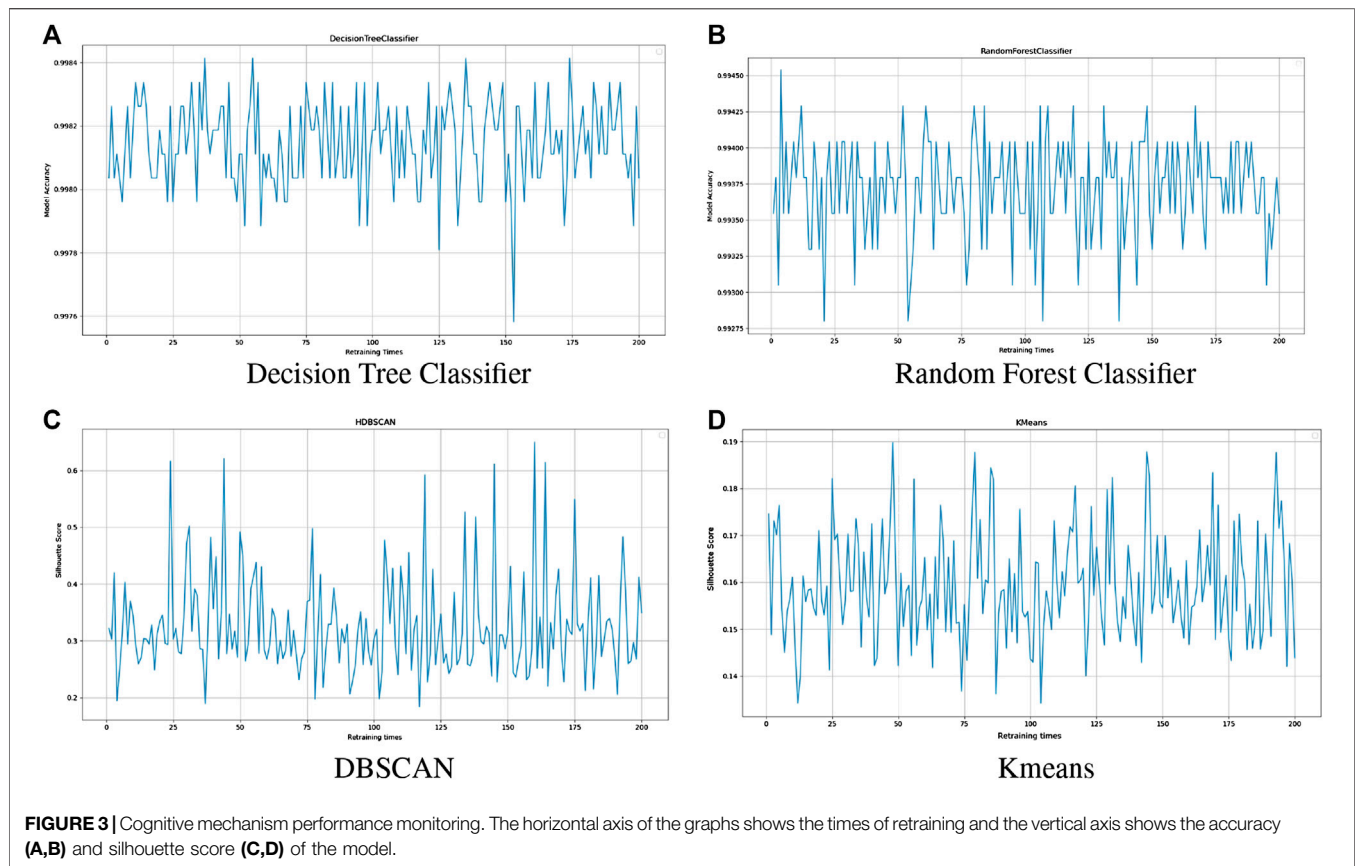 A
DecisionTreeClassifier
0.9984
0.9982
0.9980
0.9978
0.9976
Model Accuracy
0 25 50 75 100 125 150 175 200
Retraining Times
Decision Tree Classifier
B
RandomForestClassifier
0.99450
0.99425
0.99400
0.99375
0.99350
0.99325
0.99300
0.99275
Model Accuracy
0 25 50 75 100 125 150 175 200
Retraining Times
Random Forest Classifier
C
HDBSCAN
0.6
0.5
0.4
0.3
0.2
Silhouette Score
0 25 50 75 100 125 150 175 200
Retraining times
DBSCAN
D
KMeans
0.19
0.18
0.17
0.16
0.15
0.14
Silhouette Score
0 25 50 75 100 125 150 175 200
Retraining times
Kmeans
FIGURE 3 | Cognitive mechanism performance monitoring. The horizontal axis of the graphs shows the times of retraining and the vertical axis shows the accuracy
(A,B) and silhouette score (C,D) of the model.